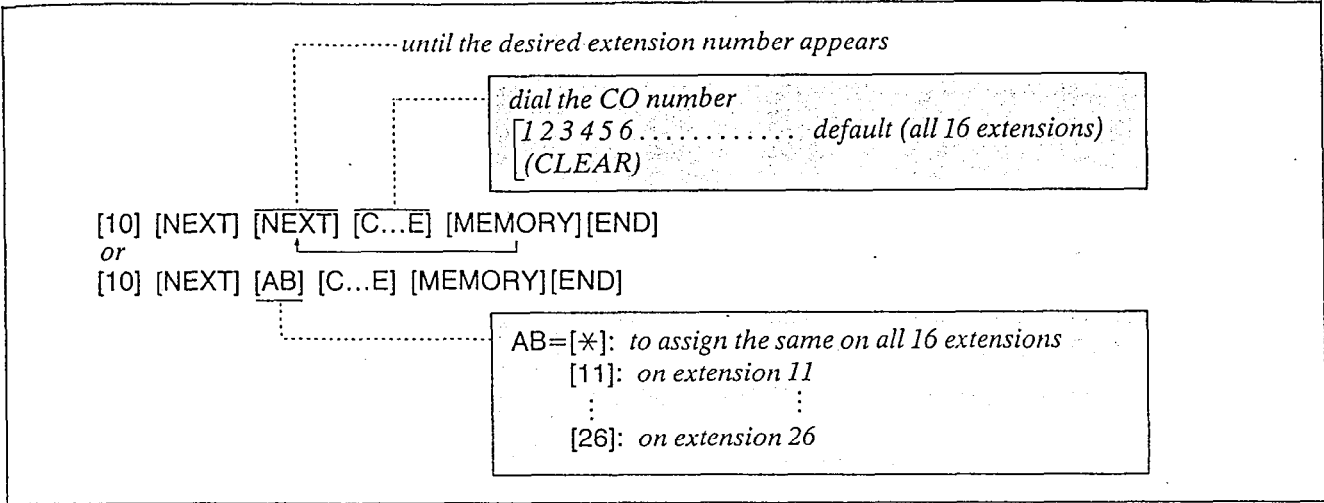 until the desired extension number appears
dial the CO number
[1 2 3 4 5 6 . . . . . . . . . . . . . default (all 16 extensions)
(CLEAR)
[10] [NEXT] [NEXT] [C...E] [MEMORY] [END]
or
[10] [NEXT] [AB] [C...E] [MEMORY] [END]
AB=[✳]: to assign the same on all 16 extensions
[11]: on extension 11
⋮ ⋮
[26]: on extension 26